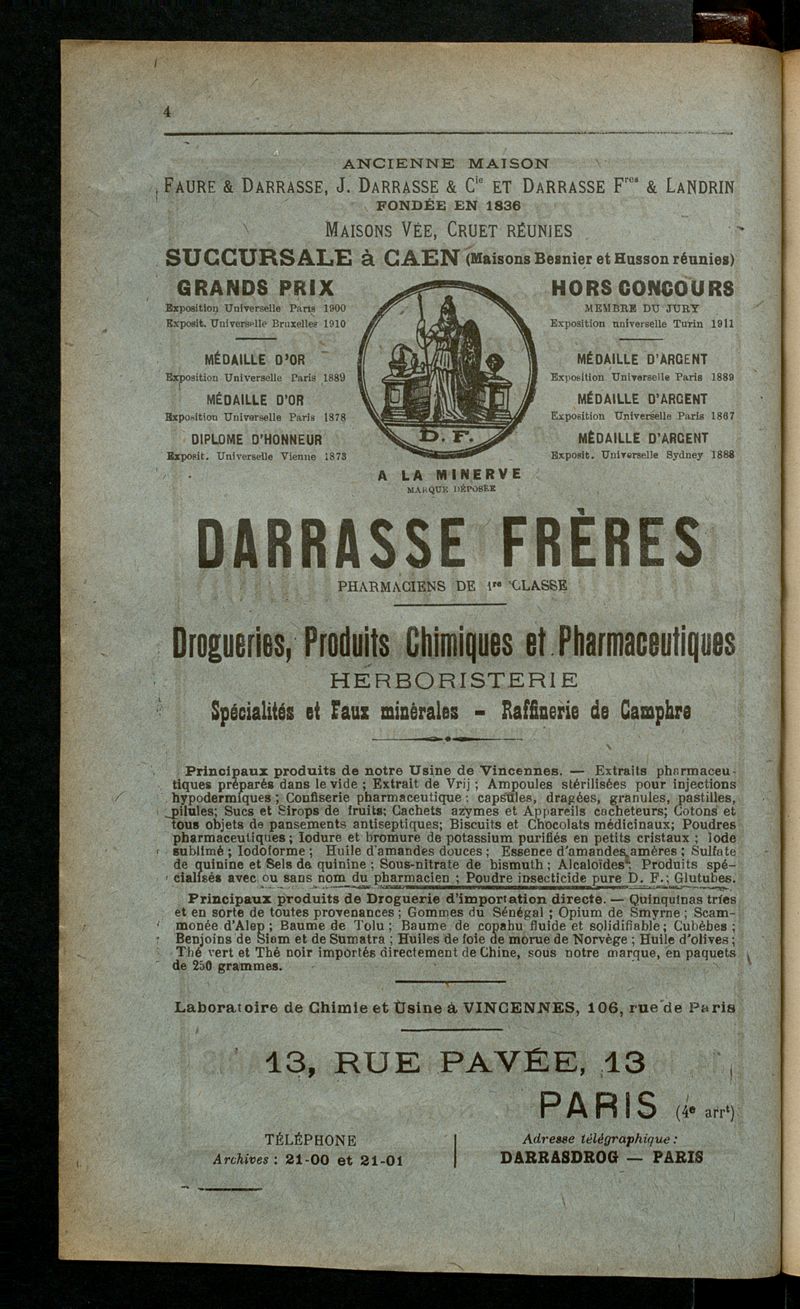 4
ANCIENNE MAISON
FAURE & DARRASSE, J. DARRASSE & Cie ET DARRASSE Fres & LANDRIN
FONDÉE EN 1836
MAISONS VÉE, CRUET RÉUNIES
SUCCURSALE à CAEN (Maisons Besnier et Husson réunies)
GRANDS PRIX
Exposition Universelle Paris 1900
Exposit. Universelle Bruxelles 1910
MÉDAILLE D'OR
Exposition Universelle Paris 1889
MÉDAILLE D'OR
Exposition Universelle Paris 1878
DIPLOME D'HONNEUR
Exposit. Universelle Vienne 1873
HORS CONCOURS
MEMBRE DU JURY
Exposition universelle Turin 1911
MÉDAILLE D'ARGENT
Exposition Universelle Paris 1889
MÉDAILLE D'ARGENT
Exposition Universelle Paris 1867
MÉDAILLE D'ARGENT
Exposit. Universelle Sydney 1888
D. F.
A LA MINERVE
MARQUE DÉPOSÉE
DARRASSE FRÈRES
PHARMACIENS DE 1re CLASSE
Drogueries, Produits Chimiques et Pharmaceutiques
HERBORISTERIE
Spécialités et Eaux minérales - Raffinerie de Camphre
Principaux produits de notre Usine de Vincennes. — Extraits pharmaceu-
tiques préparés dans le vide ; Extrait de Vrij ; Ampoules stérilisées pour injections
hypodermiques ; Confiserie pharmaceutique : capsules, dragées, granules, pastilles,
pilules; Sucs et Sirops de fruits; Cachets azymes et Appareils cacheteurs; Cotons et
tous objets de pansements antiseptiques; Biscuits et Chocolats médicinaux; Poudres
pharmaceutiques ; Iodure et bromure de potassium purifiés en petits cristaux ; Iode
sublimé ; Iodoforme ; Huile d'amandes douces ; Essence d'amandes amères ; Sulfate
de quinine et Sels de quinine ; Sous-nitrate de bismuth ; Alcaloïdes ; Produits spé-
cialisés avec ou sans nom du pharmacien ; Poudre insecticide pure D. F. ; Glutubes.
Principaux produits de Droguerie d'importation directe. — Quinquinas triés
et en sorte de toutes provenances ; Gommes du Sénégal ; Opium de Smyrne ; Scam-
monée d'Alep ; Baume de Tolu ; Baume de copahu fluide et solidifiable ; Cubèbes ;
Benjoins de Siam et de Sumatra ; Huiles de foie de morue de Norvège ; Huile d'olives ;
Thé vert et Thé noir importés directement de Chine, sous notre marque, en paquets
de 250 grammes.
Laboratoire de Chimie et Usine à VINCENNES, 106, rue de Paris
13, RUE PAVÉE, 13
PARIS (4e arrt)
TÉLÉPHONE
Archives : 21-00 et 21-01
Adresse télégraphique :
DARRASDROG — PARIS